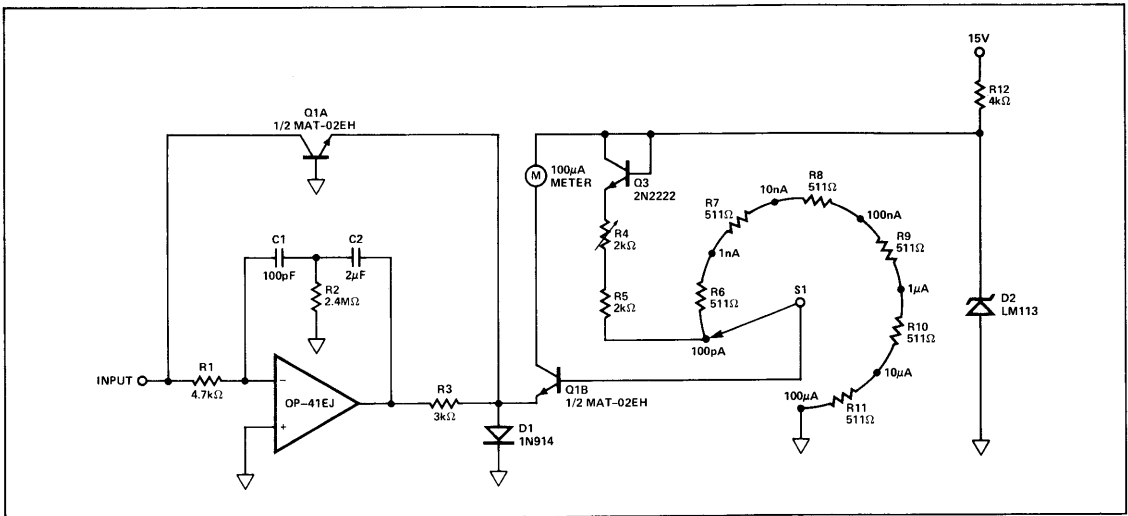 15V
R12
4kΩ
Q1A
1/2 MAT-02EH
100μA
METER
M
Q3
2N2222
R8
511Ω
10nA
R7
511Ω
100nA
R9
511Ω
C1
100pF
C2
2μF
R4
2kΩ
1nA
R2
2.4MΩ
R6
511Ω
S1
1μA
D2
LM113
R5
2kΩ
R10
511Ω
100pA
INPUT
R1
4.7kΩ
−
+
OP-41EJ
R3
3kΩ
Q1B
1/2 MAT-02EH
10μA
100μA
R11
511Ω
D1
1N914